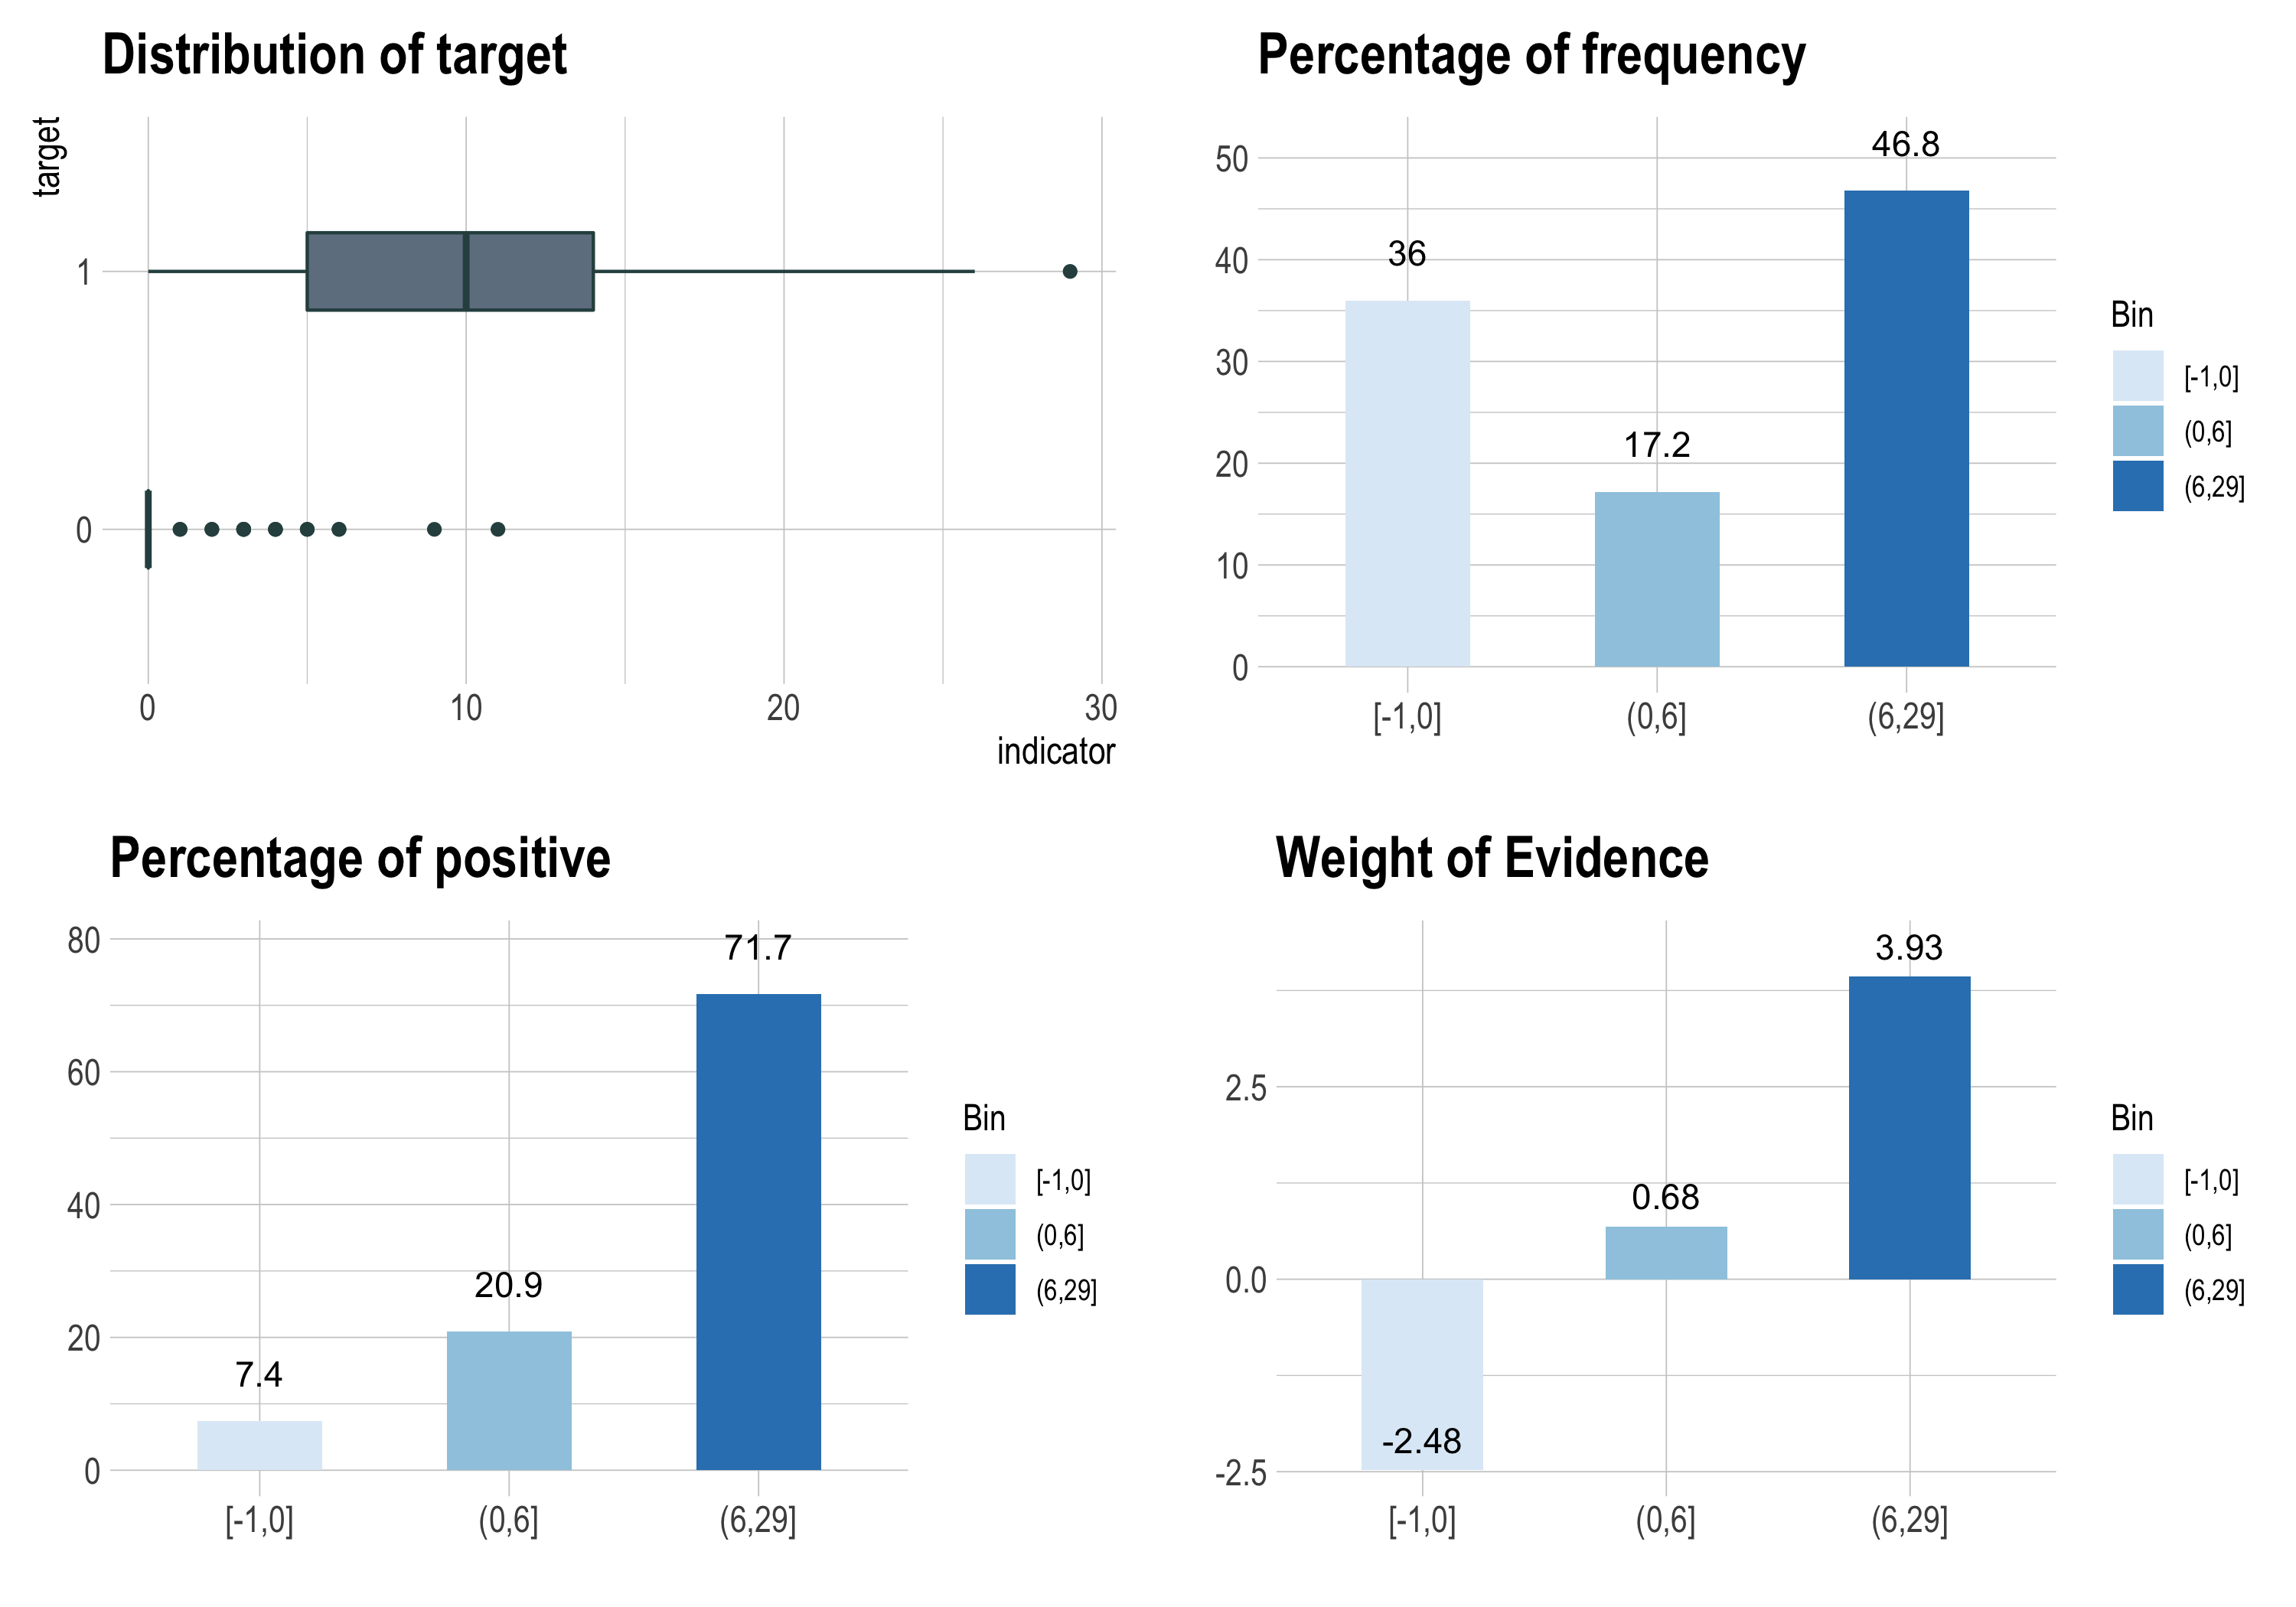 Distribution of target
target
1
0
0 10 20 30
indicator
Percentage of frequency
50
40
30
20
10
0
36
17.2
46.8
[-1,0] (0,6] (6,29]
Bin
[-1,0]
(0,6]
(6,29]
Percentage of positive
80
60
40
20
0
7.4
20.9
71.7
[-1,0] (0,6] (6,29]
Bin
[-1,0]
(0,6]
(6,29]
Weight of Evidence
2.5
0.0
-2.5
-2.48
0.68
3.93
[-1,0] (0,6] (6,29]
Bin
[-1,0]
(0,6]
(6,29]